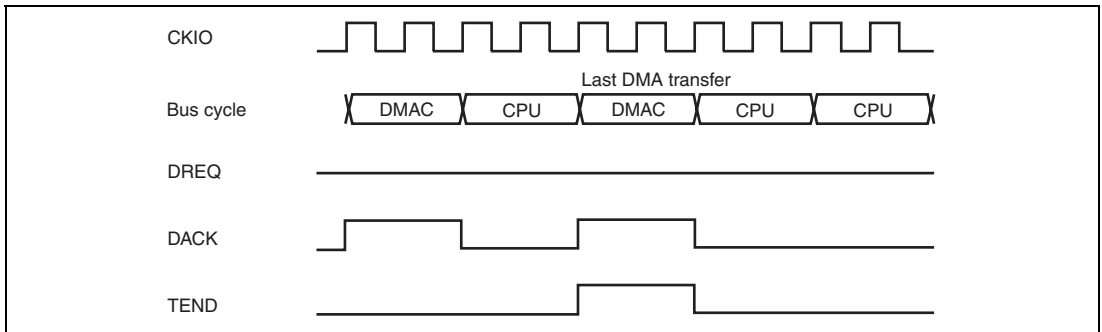 CKIO
Last DMA transfer
Bus cycle DMAC CPU DMAC CPU CPU
DREQ
DACK
TEND